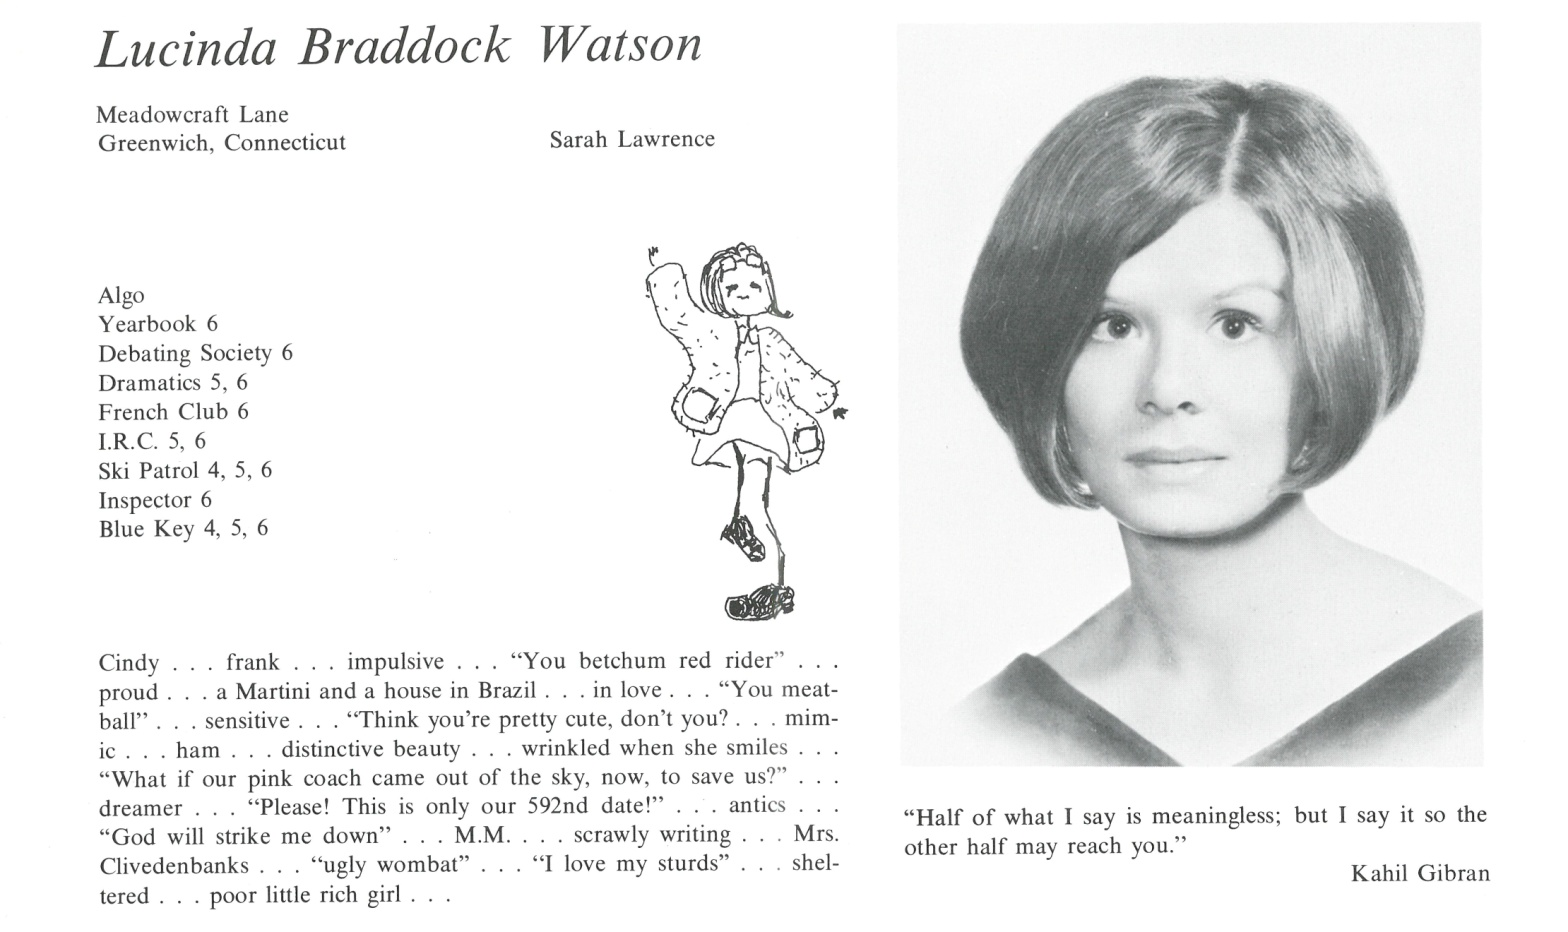 Lucinda Braddock Watson
Meadowcraft Lane
Greenwich, Connecticut
Sarah Lawrence
Algo
Yearbook 6
Debating Society 6
Dramatics 5, 6
French Club 6
I.R.C. 5, 6
Ski Patrol 4, 5, 6
Inspector 6
Blue Key 4, 5, 6
Cindy . . . frank . . . impulsive . . . “You betchum red rider” . . .
proud . . . a Martini and a house in Brazil . . . in love . . . “You meat-
ball” . . . sensitive . . . “Think you’re pretty cute, don’t you? . . . mim-
ic . . . ham . . . distinctive beauty . . . wrinkled when she smiles . . .
“What if our pink coach came out of the sky, now, to save us?” . . .
dreamer . . . “Please! This is only our 592nd date!” . . . antics . . .
“God will strike me down” . . . M.M. . . . scrawly writing . . . Mrs.
Clivedenbanks . . . “ugly wombat” . . . “I love my sturds” . . . shel-
tered . . . poor little rich girl . . .
“Half of what I say is meaningless; but I say it so the
other half may reach you.”
Kahil Gibran